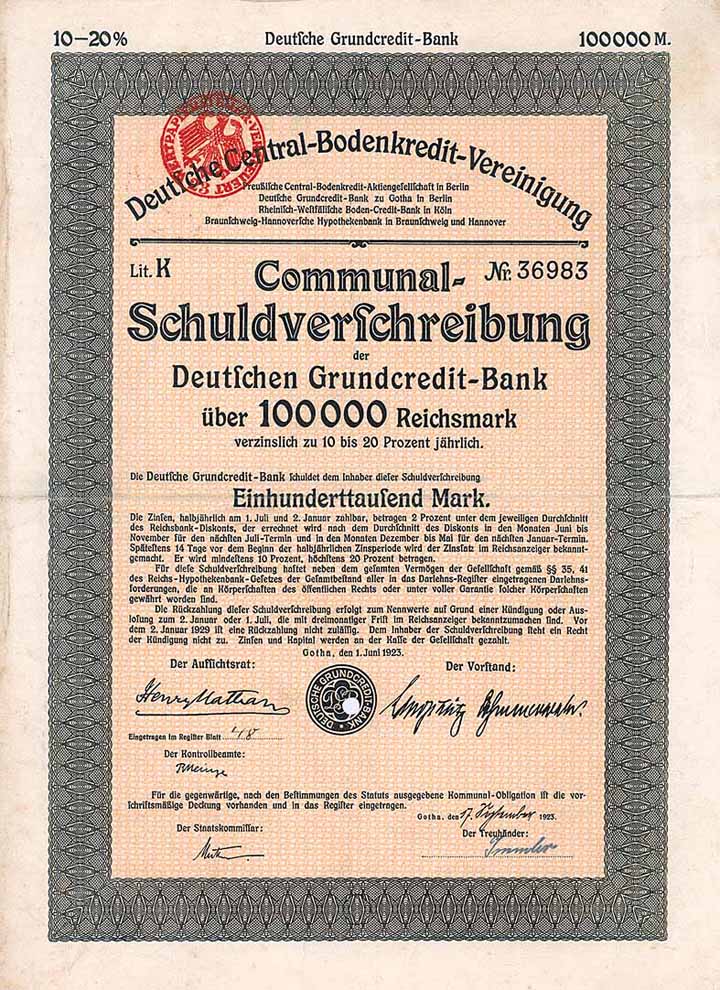 10—20%
Deutſche Grundcredit-Bank
100000 M.
Deutſche Central-Bodenkredit-Vereinigung
Preußiſche Central-Bodenkredit-Aktiengeſellſchaft in Berlin
Deutſche Grundcredit-Bank zu Gotha in Berlin
Rheiniſch-Weſtfäliſche Boden-Credit-Bank in Köln
Braunſchweig-Hannoverſche Hypothekenbank in Braunſchweig und Hannover
Lit. K
Communal-
Nr. 36983
Schuldverſchreibung
der
Deutſchen Grundcredit-Bank
über 100000 Reichsmark
verzinslich zu 10 bis 20 Prozent jährlich.
Die Deutſche Grundcredit-Bank ſchuldet dem Inhaber dieſer Schuldverſchreibung
Einhunderttauſend Mark.
Die Zinſen, halbjährlich am 1. Juli und 2. Januar zahlbar, betragen 2 Prozent unter dem jeweiligen Durchſchnitt
des Reichsbank-Diskonts, der errechnet wird nach dem Durchſchnitt des Diskonts in den Monaten Juni bis
November für den nächſten Juli-Termin und in den Monaten Dezember bis Mai für den nächſten Januar-Termin.
Späteſtens 14 Tage vor dem Beginn der halbjährlichen Zinsperiode wird der Zinsſatz im Reichsanzeiger bekannt-
gemacht. Er wird mindeſtens 10 Prozent, höchſtens 20 Prozent betragen.
Für dieſe Schuldverſchreibung haftet neben dem geſamten Vermögen der Geſellſchaft gemäß §§ 35, 41
des Reichs-Hypothekenbank-Geſetzes der Geſamtbeſtand aller in das Darlehns-Regiſter eingetragenen Darlehns-
forderungen, die an Körperſchaften des öffentlichen Rechts oder unter voller Garantie ſolcher Körperſchaften
gewährt worden ſind.
Die Rückzahlung dieſer Schuldverſchreibung erfolgt zum Nennwerte auf Grund einer Kündigung oder Aus-
loſung zum 2. Januar oder 1. Juli, die mit dreimonatiger Friſt im Reichsanzeiger bekanntzumachen ſind. Vor
dem 2. Januar 1929 iſt eine Rückzahlung nicht zuläſſig. Dem Inhaber der Schuldverſchreibung ſteht ein Recht
der Kündigung nicht zu. Zinſen und Kapital werden an der Kaſſe der Geſellſchaft gezahlt.
Gotha, den 1. Juni 1923.
Der Aufſichtsrat:
Der Vorſtand:
Henry Nathan
DEUTSCHE GRUNDCREDIT-BANK
Eingetragen im Regiſter Blatt 48
Der Kontrollbeamte:
Für die gegenwärtige, nach den Beſtimmungen des Statuts ausgegebene Kommunal-Obligation iſt die vor-
ſchriftsmäßige Deckung vorhanden und in das Regiſter eingetragen.
Gotha, den 17. September 1923.
Der Staatskommiſſar:
Der Treuhänder: